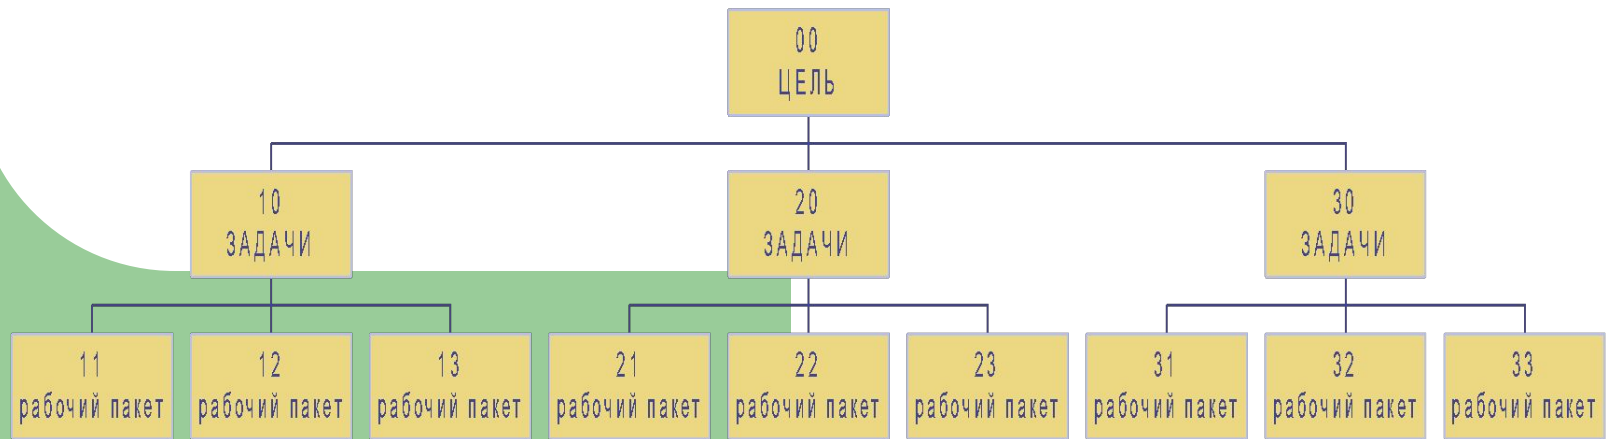 00
ЦЕЛЬ
10
ЗАДАЧИ
20
ЗАДАЧИ
30
ЗАДАЧИ
11
рабочий пакет
12
рабочий пакет
13
рабочий пакет
21
рабочий пакет
22
рабочий пакет
23
рабочий пакет
31
рабочий пакет
32
рабочий пакет
33
рабочий пакет